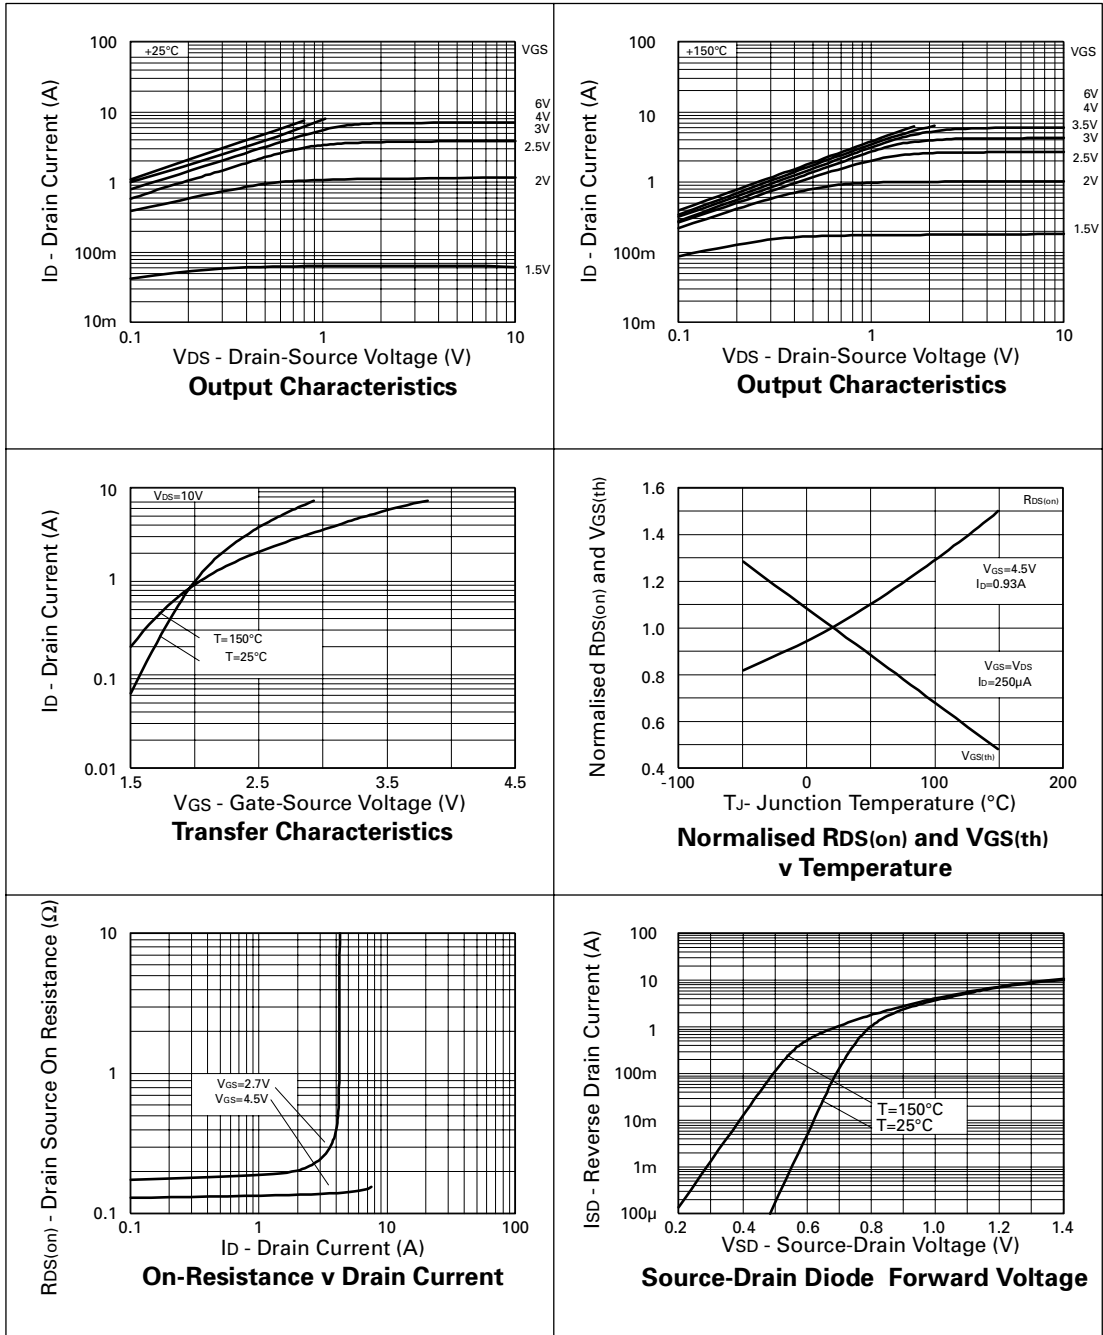 +25°C
VGS
100
10
1
100m
10m
6V
4V
3V
2.5V
2V
1.5V
0.1
1
10
ID - Drain Current (A)
VDS - Drain-Source Voltage (V)
Output Characteristics
+150°C
VGS
100
10
1
100m
10m
6V
4V
3.5V
3V
2.5V
2V
1.5V
0.1
1
10
ID - Drain Current (A)
VDS - Drain-Source Voltage (V)
Output Characteristics
VDS=10V
10
1
0.1
0.01
T=150°C
T=25°C
1.5
2.5
3.5
4.5
ID - Drain Current (A)
VGS - Gate-Source Voltage (V)
Transfer Characteristics
1.6
1.4
1.2
1.0
0.8
0.6
0.4
RDS(on)
VGS=4.5V
ID=0.93A
VGS=VDS
ID=250µA
VGS(th)
-100
0
100
200
Normalised RDS(on) and VGS(th)
TJ- Junction Temperature (°C)
Normalised RDS(on) and VGS(th)
v Temperature
10
1
0.1
VGS=2.7V
VGS=4.5V
0.1
1
10
100
RDS(on) - Drain Source On Resistance (Ω)
ID - Drain Current (A)
On-Resistance v Drain Current
100
10
1
100m
10m
1m
100µ
T=150°C
T=25°C
0.2
0.4
0.6
0.8
1.0
1.2
1.4
ISD - Reverse Drain Current (A)
VSD - Source-Drain Voltage (V)
Source-Drain Diode Forward Voltage